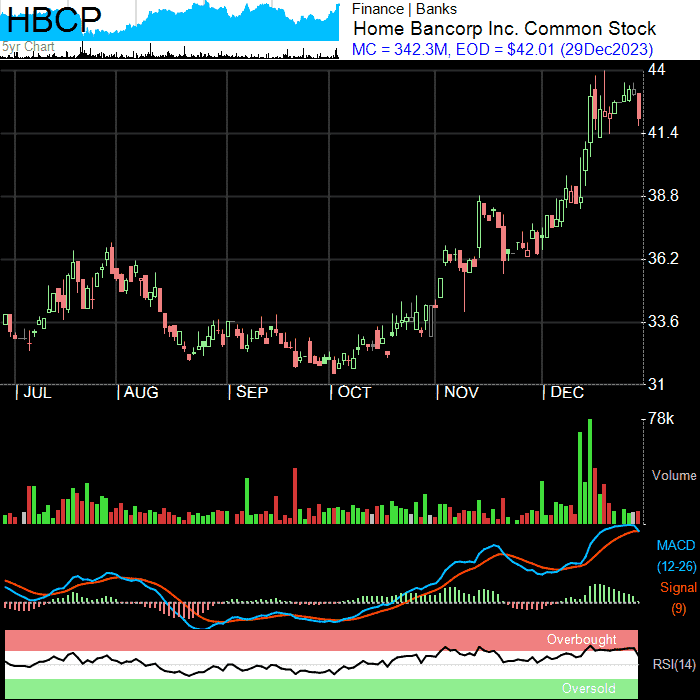 HBCP
5yr Chart
Finance | Banks
Home Bancorp Inc. Common Stock
MC = 342.3M, EOD = $42.01 (29Dec2023)
44
41.4
38.8
36.2
33.6
31
| JUL | AUG | SEP | OCT | NOV | DEC
78k
Volume
MACD
(12-26)
Signal
(9)
Overbought
RSI(14)
Oversold